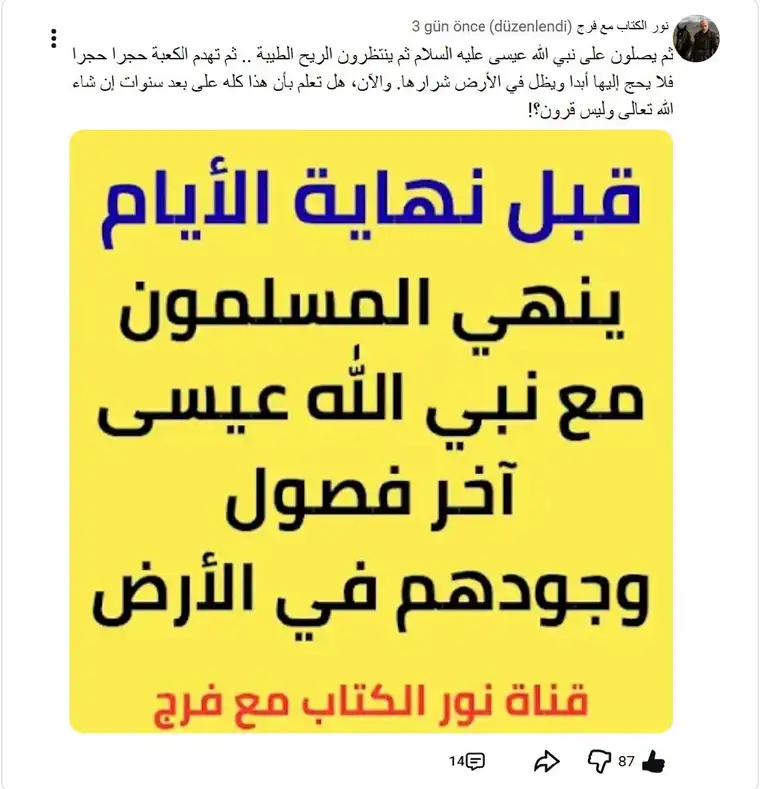 نور الكتاب مع فرج 3 gün önce (düzenlendi)
ثم يصلون على نبي الله عيسى عليه السلام ثم ينتظرون الريح الطيبة .. ثم تهدم الكعبة حجرا حجرا
فلا يحج إليها أبدا ويظل في الأرض شرارها. والآن، هل تعلم بأن هذا كله على بعد سنوات إن شاء
الله تعالى وليس قرون؟!
قبل نهاية الأيام
ينهي المسلمون
مع نبي الله عيسى
آخر فصول
وجودهم في الأرض
قناة نور الكتاب مع فرج
87
14